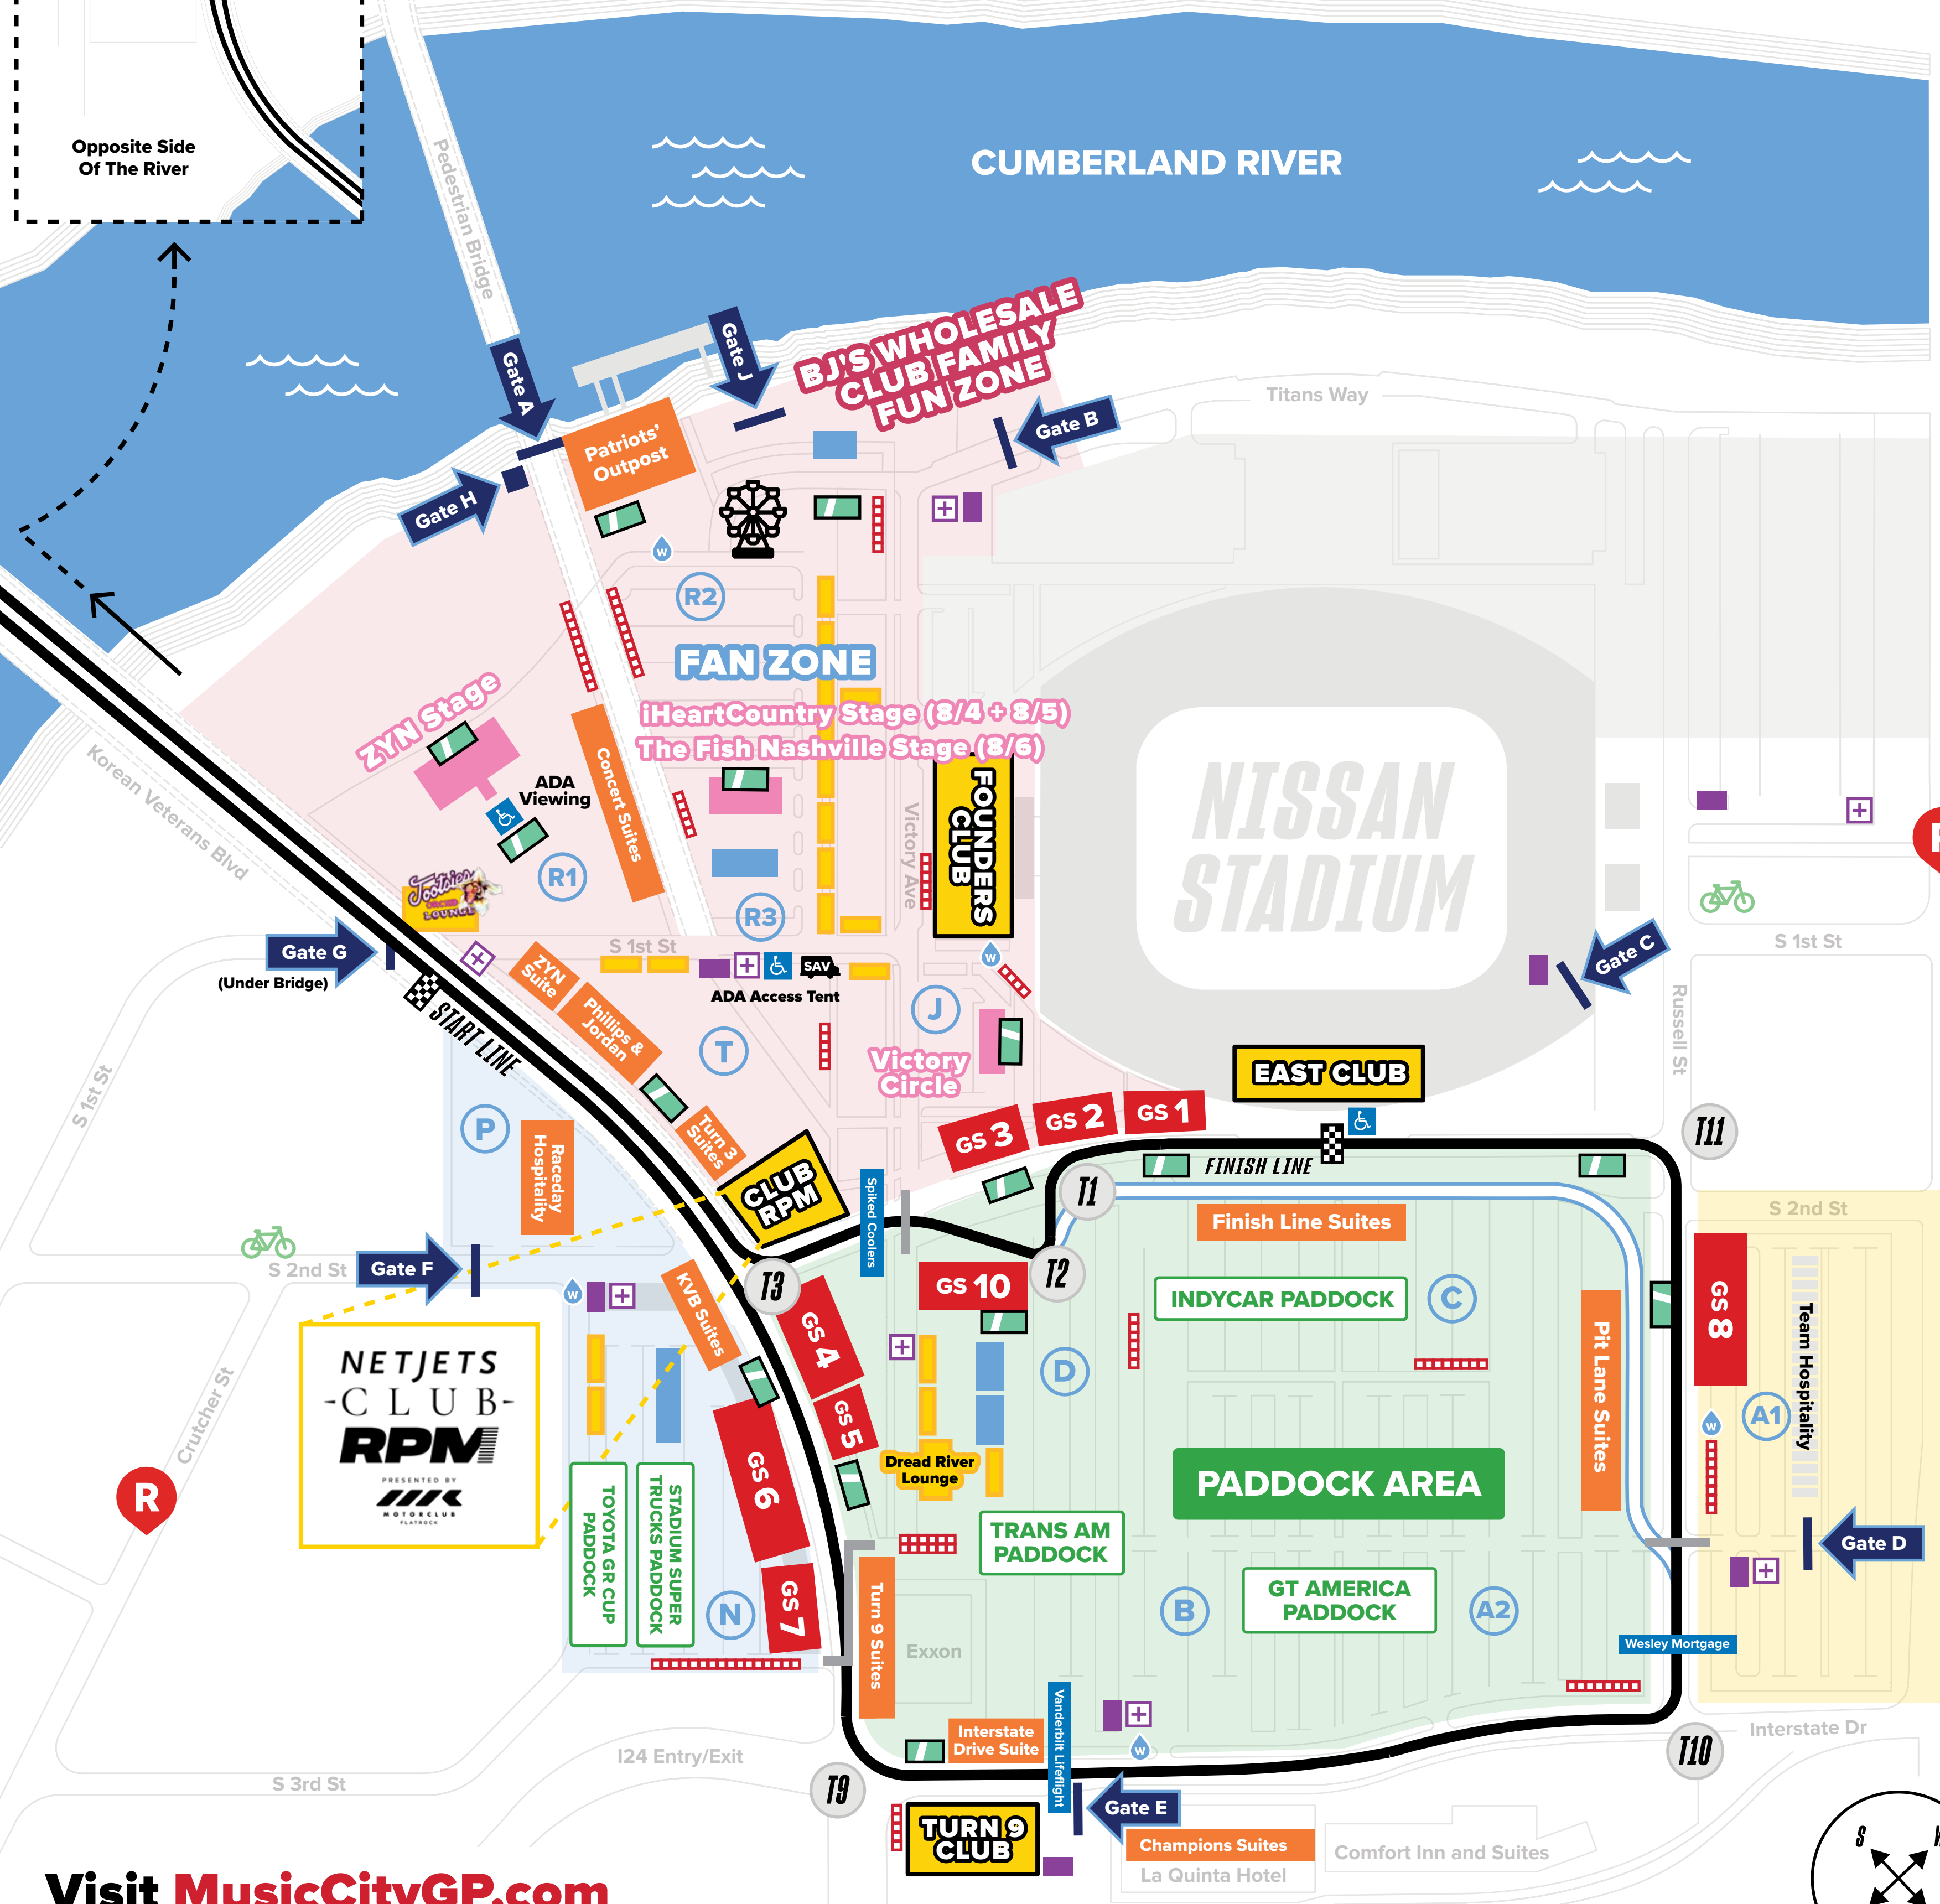 Opposite Side
Of The River
Pedestrian Bridge
CUMBERLAND RIVER
Gate A
Gate J
BJ'S WHOLESALE
CLUB FAMILY
FUN ZONE
Gate B
Titans Way
Patriots'
Outpost
Gate H
W
R2
FAN ZONE
iHeartCountry Stage (8/4 + 8/5)
The Fish Nashville Stage (8/6)
ZYN Stage
ADA
Viewing
Concert Suites
R1
R3
Victory Ave
FOUNDERS
CLUB
NISSAN
STADIUM
Korean Veterans Blvd
Tootsies
ORCHID
LOUNGE
Gate G
(Under Bridge)
START LINE
S 1st St
ZYN
Suite
Phillips &
Jordan
SAV
ADA Access Tent
W
J
T
Victory
Circle
Gate C
S 1st St
Russell St
EAST CLUB
S 1st St
P
Raceday
Hospitality
Turn 3
Suites
CLUB
RPM
Spiked Coolers
GS 3
GS 2
GS 1
FINISH LINE
T11
T1
T2
T3
S 2nd St
Gate F
S 2nd St
W
KVB Suites
GS 4
GS 10
Finish Line Suites
INDYCAR PADDOCK
C
D
Pit Lane Suites
GS 8
Team Hospitality
A1
W
NETJETS
-CLUB-
RPM
PRESENTED BY
MOTORCLUB
FLATROCK
Crutcher St
R
GS 5
GS 6
GS 7
Dread River
Lounge
PADDOCK AREA
TOYOTA GR CUP
PADDOCK
STADIUM SUPER
TRUCKS PADDOCK
N
TRANS AM
PADDOCK
GT AMERICA
PADDOCK
B
A2
Gate D
Turn 9 Suites
Exxon
Wesley Mortgage
Interstate
Drive Suite
Vanderbilt Lifeflight
W
Interstate Dr
I24 Entry/Exit
S 3rd St
T9
T10
TURN 9
CLUB
Gate E
Champions Suites
La Quinta Hotel
Comfort Inn and Suites
S
Visit MusicCityGP.com